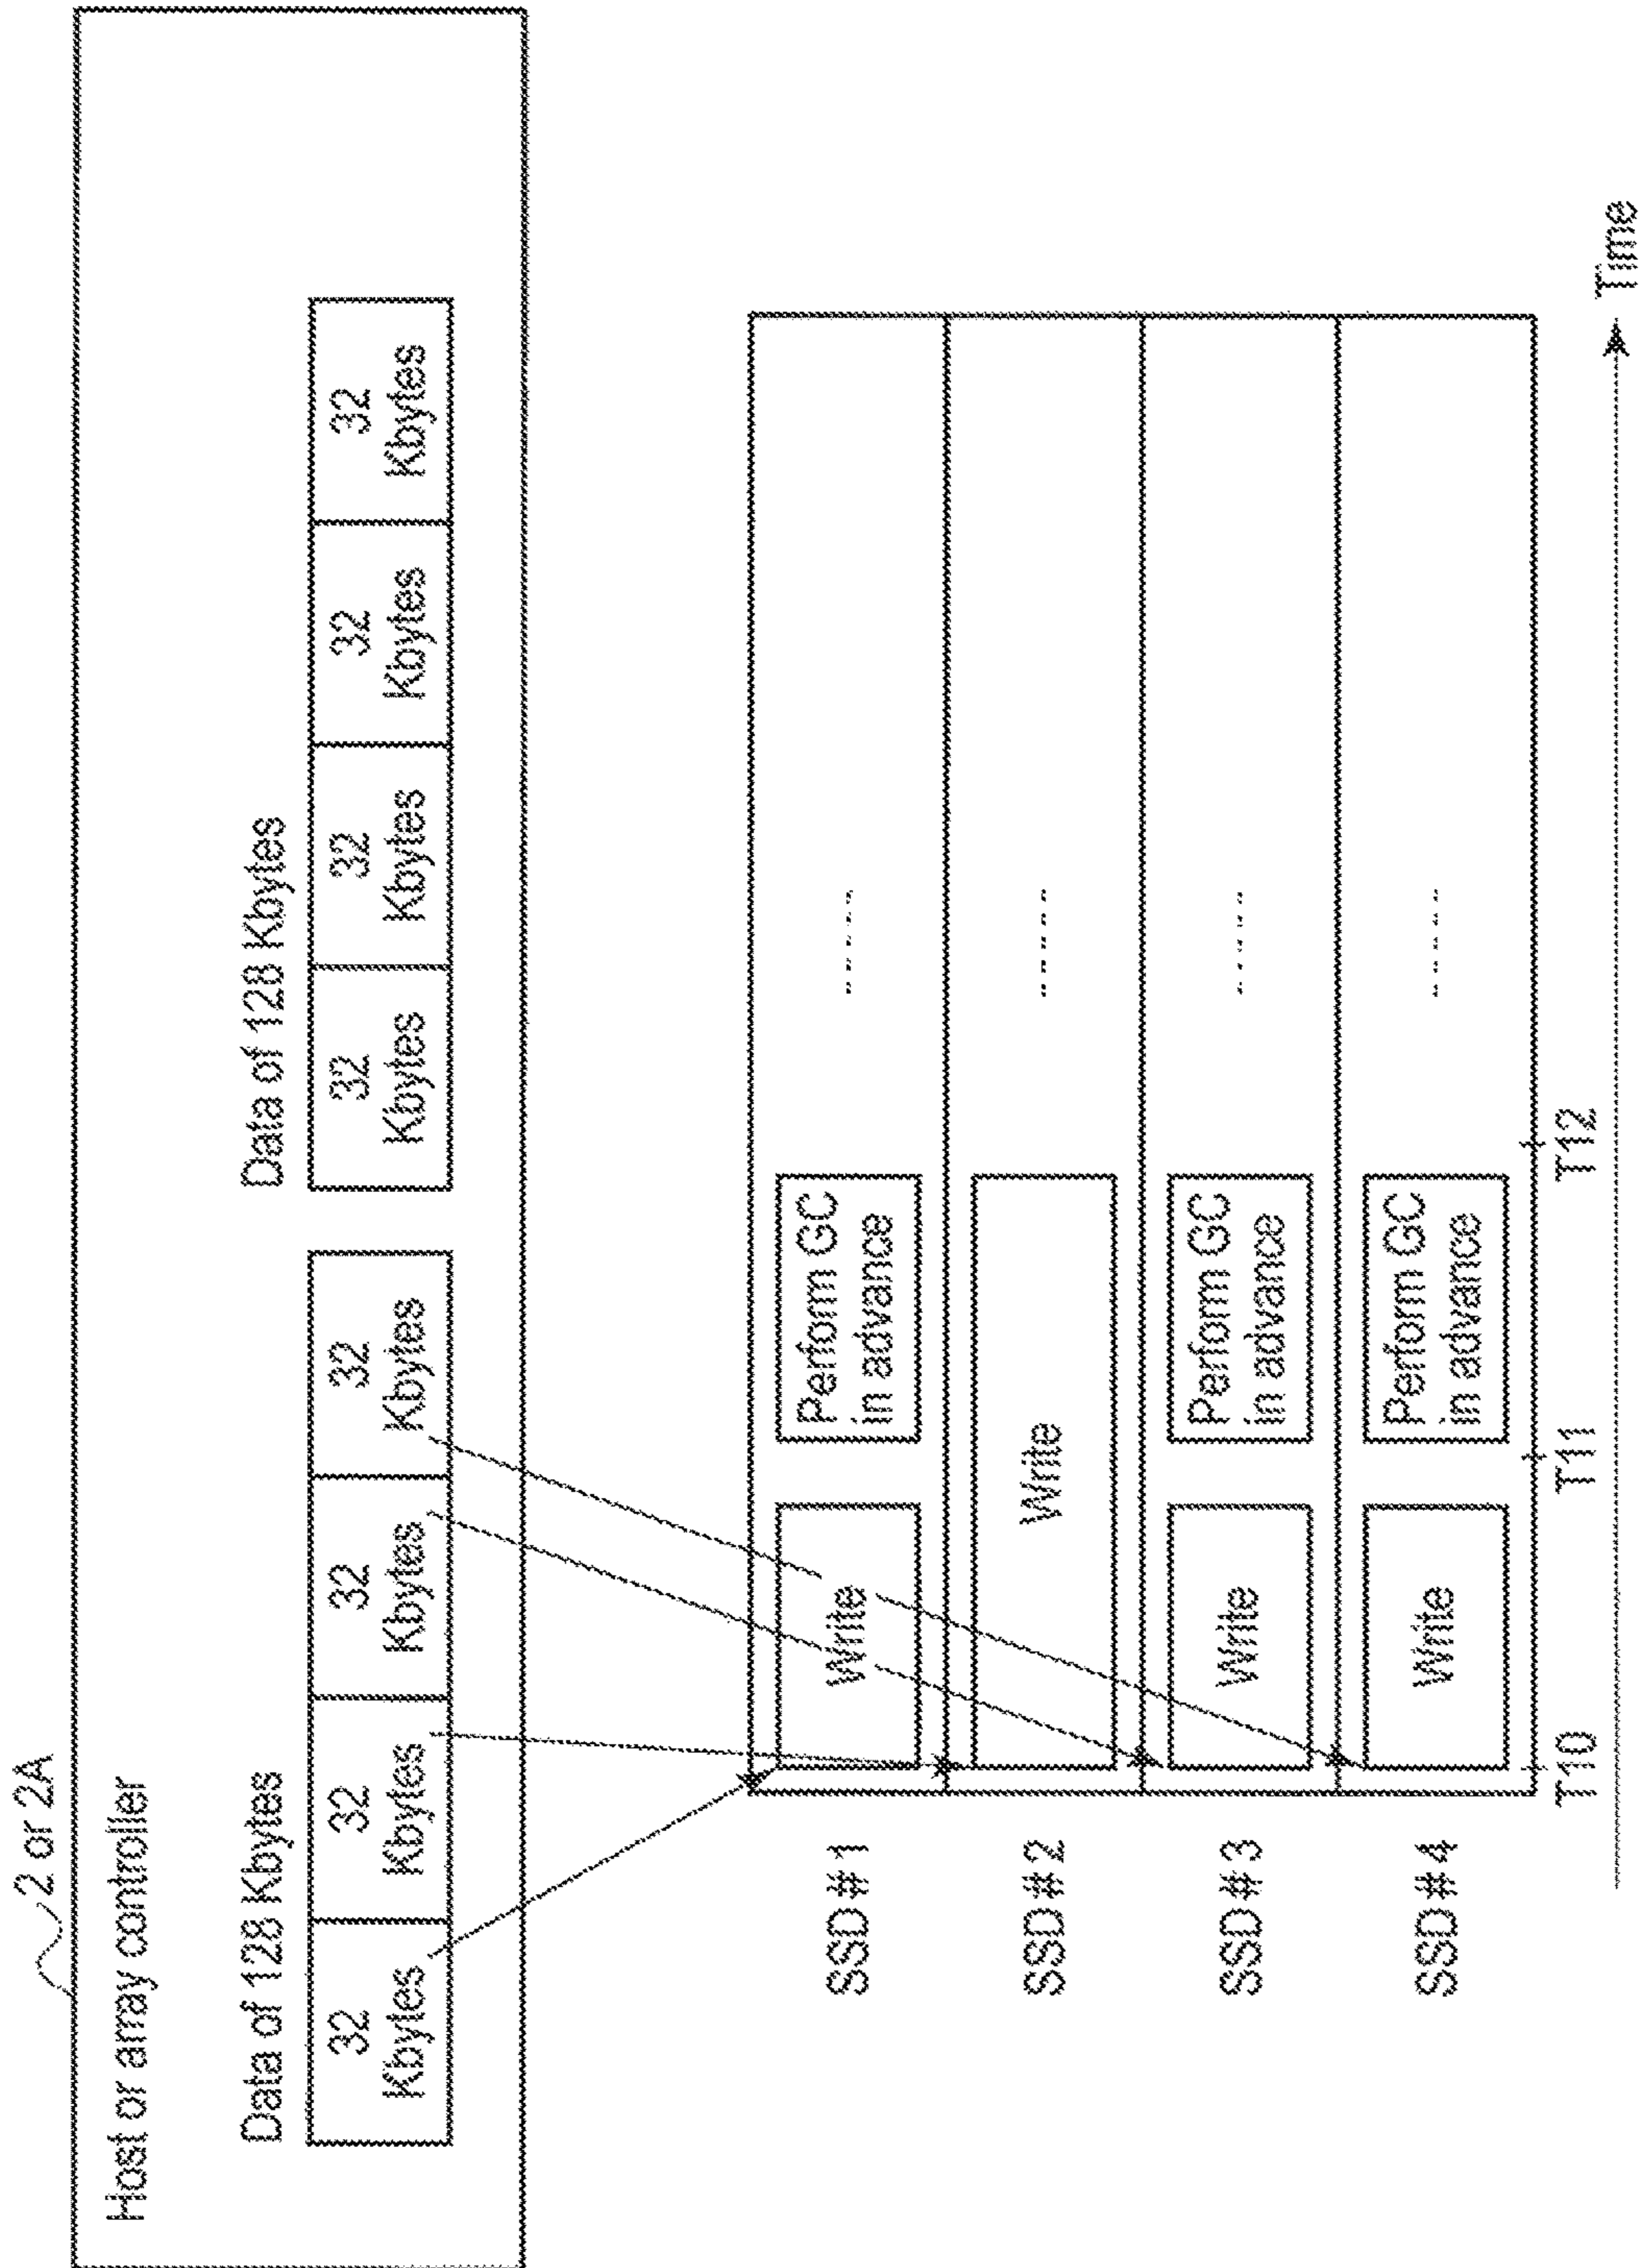 2 or 2A
Host or array controller
Data of 128 Kbytes
32
Kbytes
32
Kbytes
32
Kbytes
32
Kbytes
Data of 128 Kbytes
32
Kbytes
32
Kbytes
32
Kbytes
32
Kbytes
SSD # 1
Write
Perform GC
in advance
SSD # 2
Write
SSD # 3
Write
Perform GC
in advance
SSD # 4
Write
Perform GC
in advance
T10
T11
T12
Time